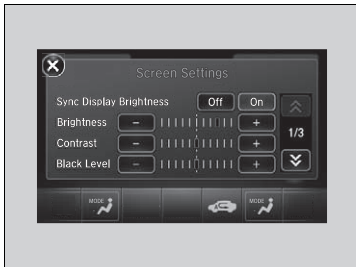 Screen Settings
Sync Display Brightness Off On
Brightness - +
Contrast - +
1/3
Black Level - +
MODE MODE